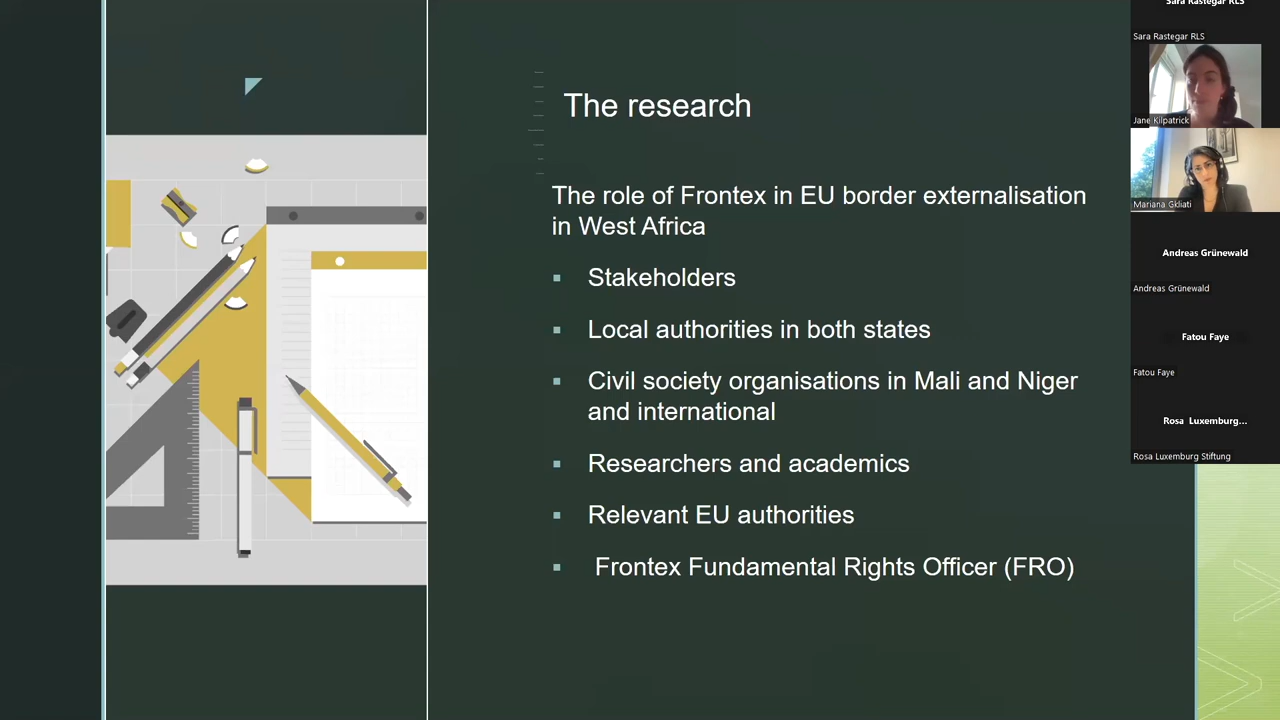 The research
The role of Frontex in EU border externalisation
in West Africa
Stakeholders
Local authorities in both states
Civil society organisations in Mali and Niger
and international
Researchers and academics
Relevant EU authorities
Frontex Fundamental Rights Officer (FRO)
Sara Rastegar RLS
Sara Rastegar RLS
Jane Kilpatrick
Mariana Gkliati
Andreas Grünewald
Andreas Grünewald
Fatou Faye
Fatou Faye
Rosa Luxemburg...
Rosa Luxemburg Stiftung